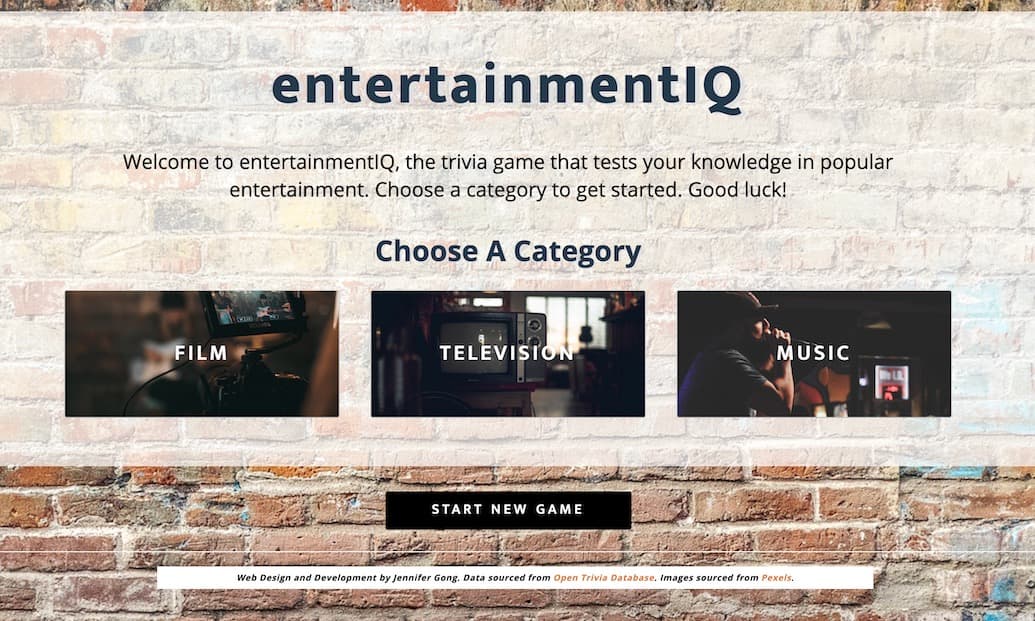 entertainmentIQ
Welcome to entertainmentIQ, the trivia game that tests your knowledge in popular
entertainment. Choose a category to get started. Good luck!
Choose A Category
FILM
TELEVISION
MUSIC
START NEW GAME
Web Design and Development by Jennifer Gong. Data sourced from Open Trivia Database. Images sourced from Pexels.